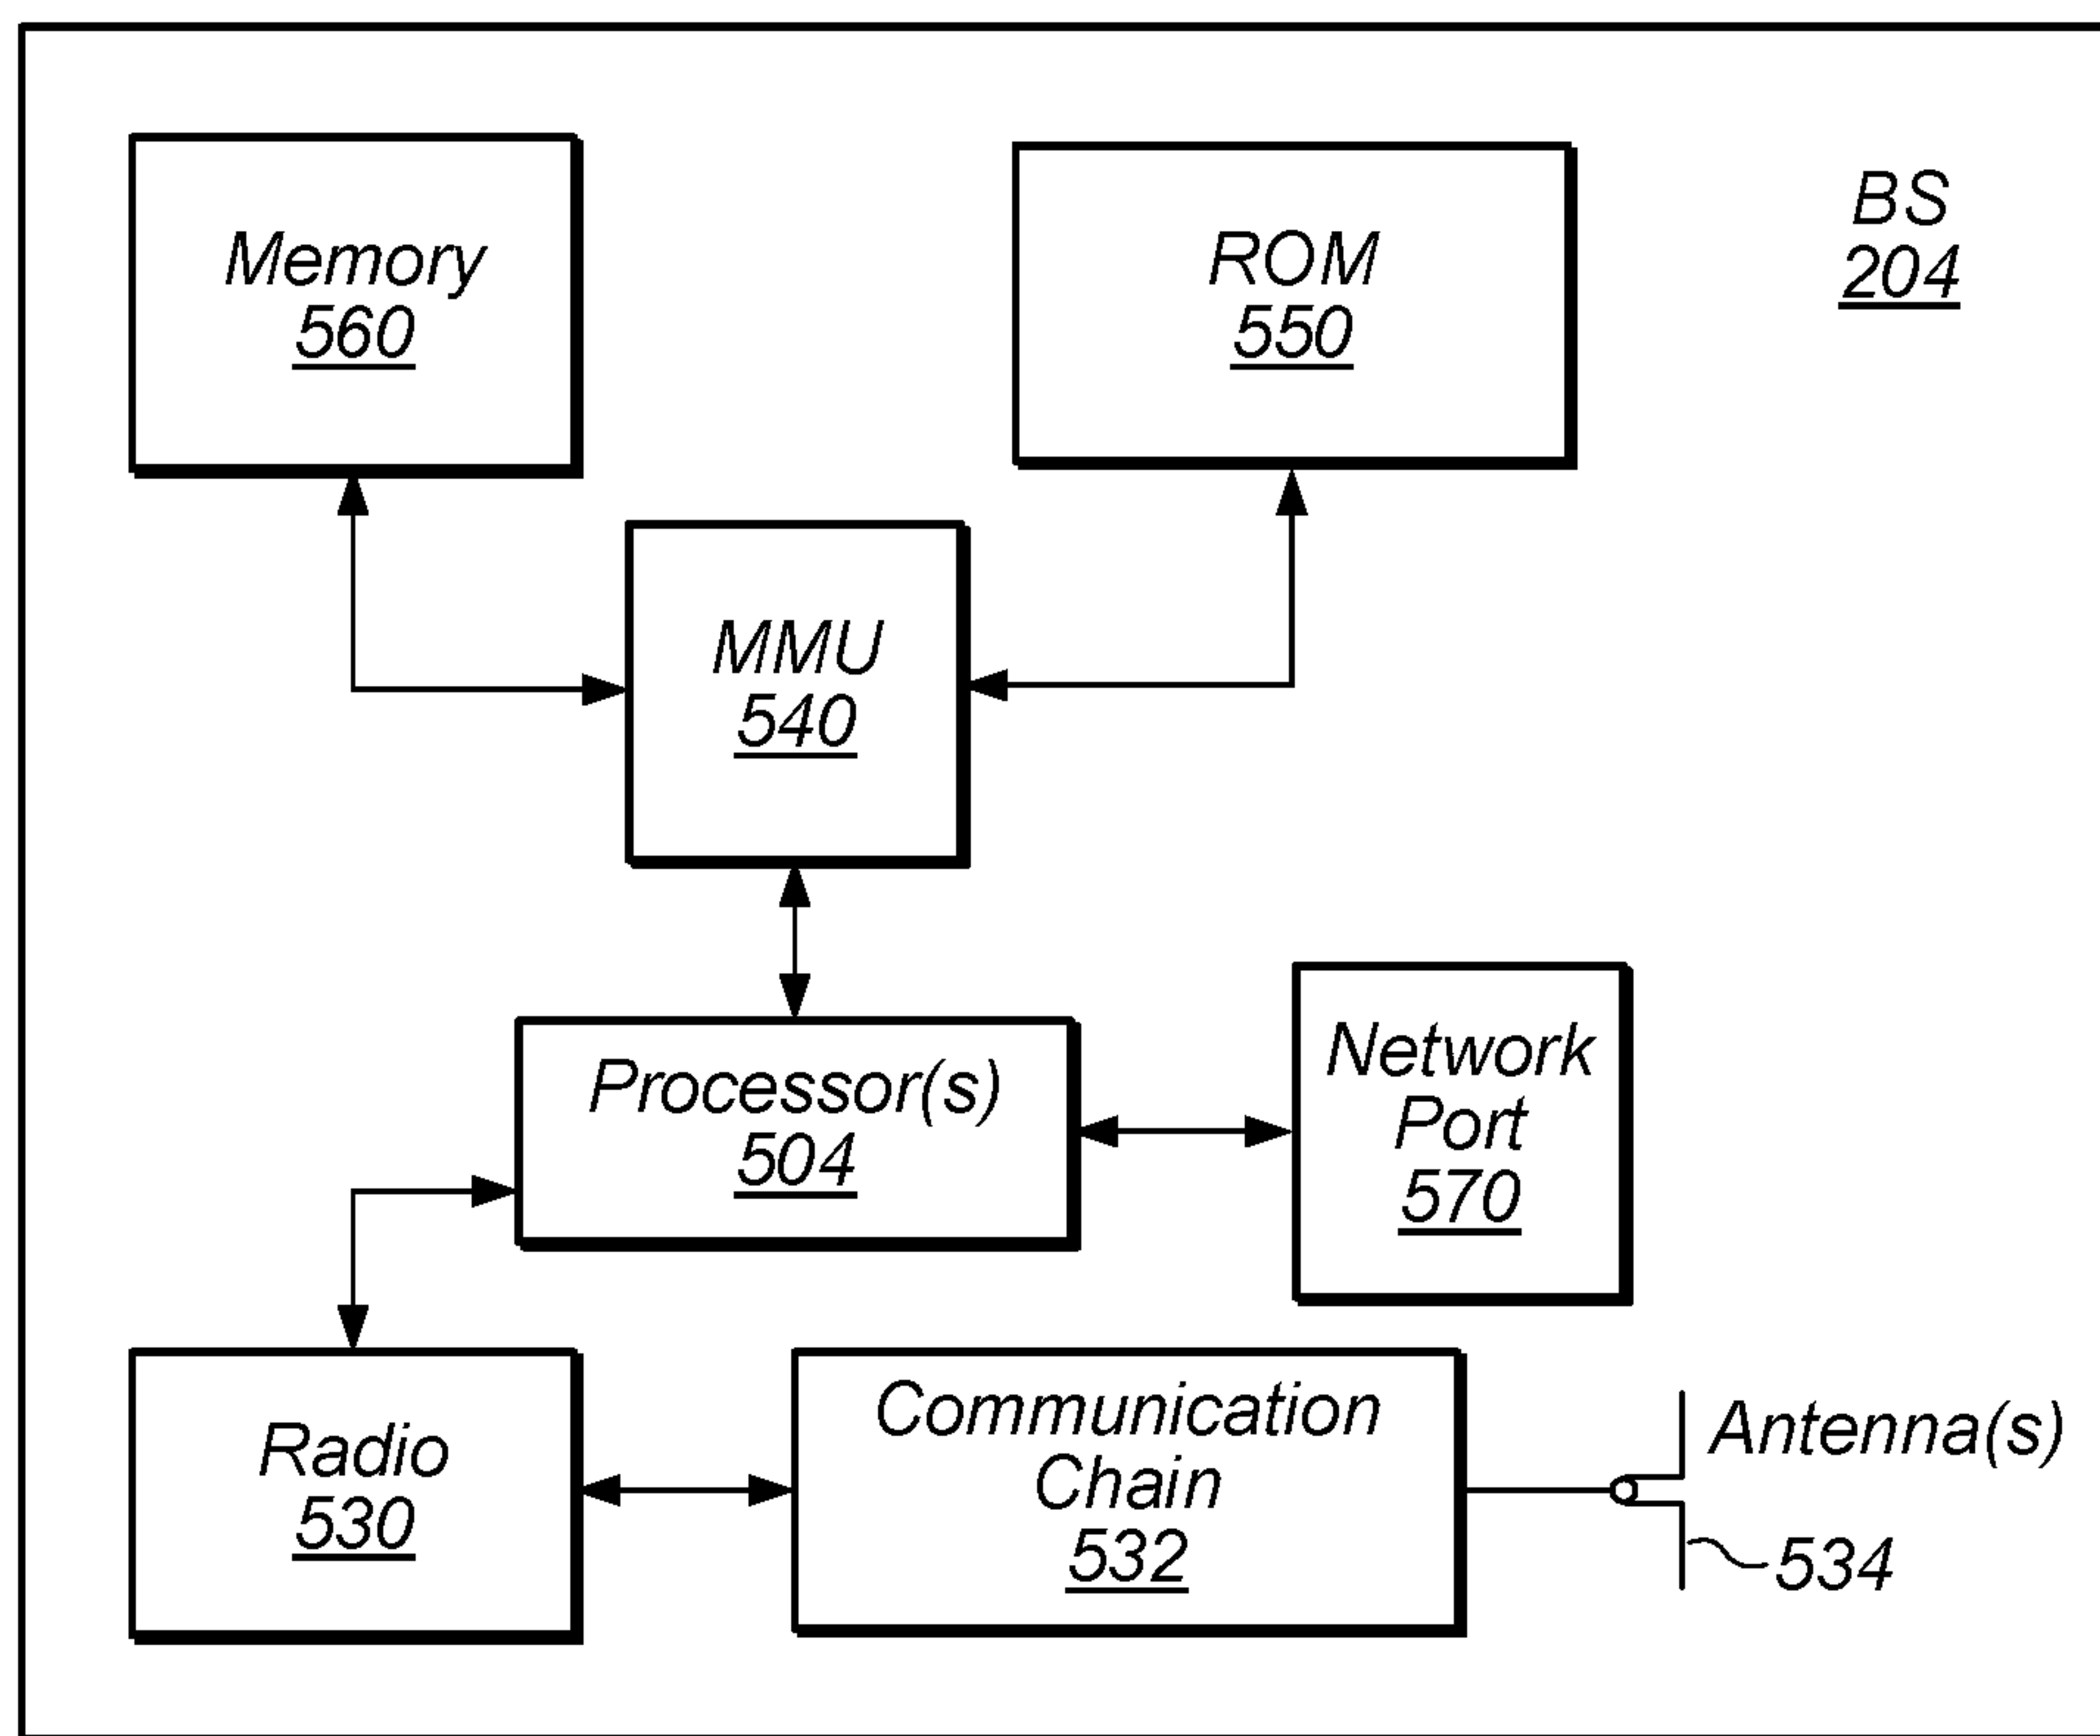 Memory
560
ROM
550
BS
204
MMU
540
Processor(s)
504
Network
Port
570
Radio
530
Communication
Chain
532
Antenna(s)
534